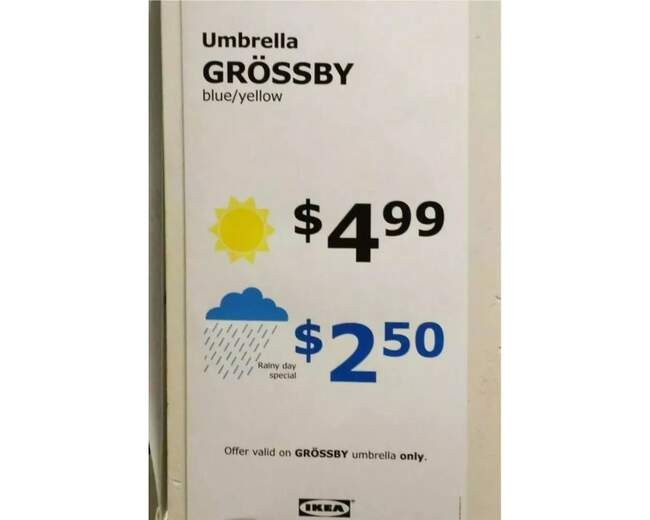 Umbrella
GRÖSSBY
blue/yellow
$4 99
$2 50
Rainy day
special
Offer valid on GRÖSSBY umbrella only.
IKEA®